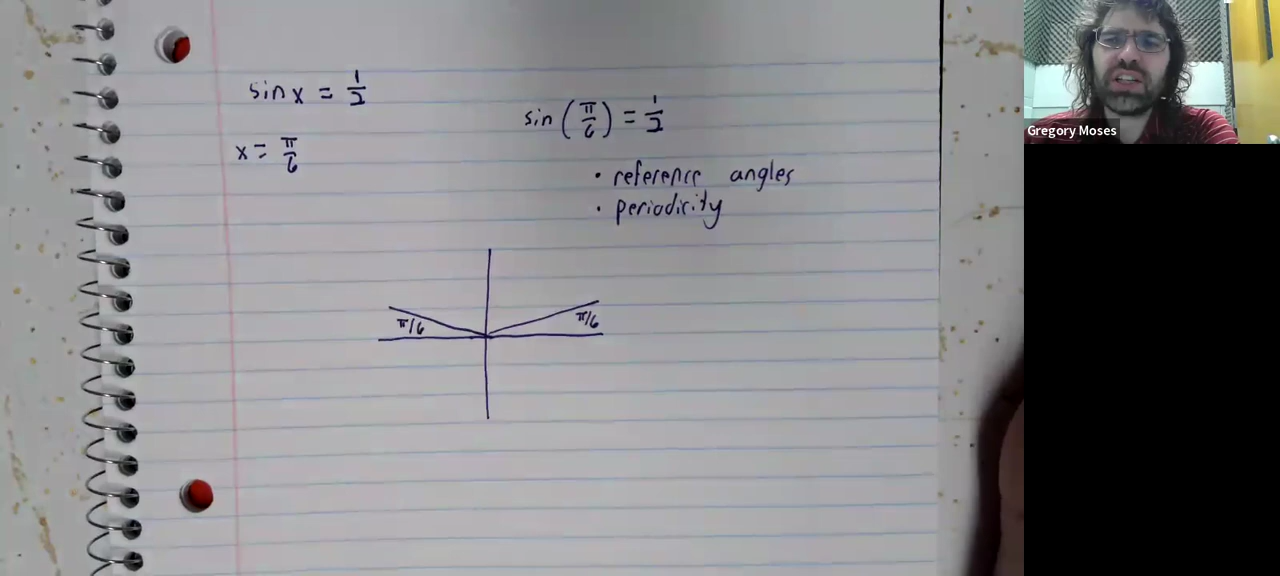 sin x = 1/2
sin(π/6) = 1/2
x = π/6
• reference angles
• periodicity
π/6 π/6
Gregory Moses